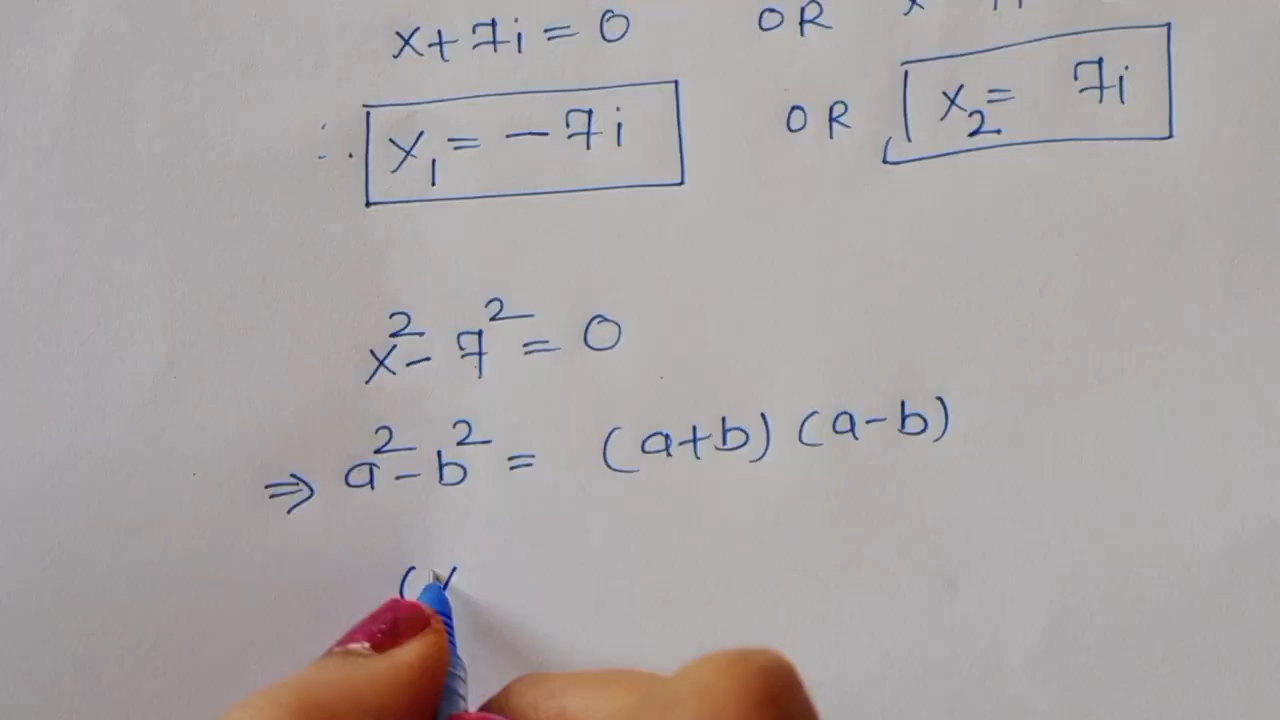 x+7i=0 OR x
∴ x₁=-7i OR x₂= 7i
x²-7²=0
⇒ a²-b²= (a+b)(a-b)
(